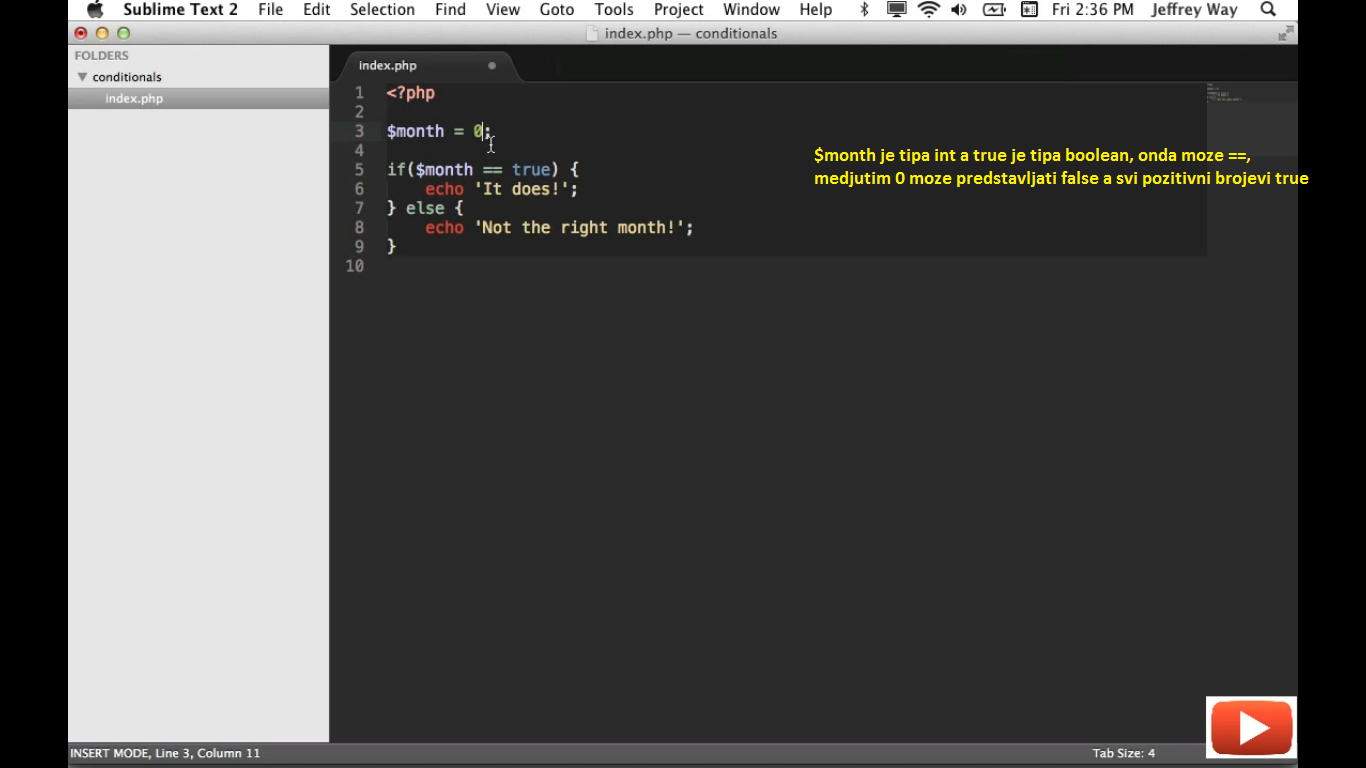 Sublime Text 2 File Edit Selection Find View Goto Tools Project Window Help Fri 2:36 PM Jeffrey Way
index.php — conditionals
FOLDERS
conditionals
index.php
index.php
1 <?php
2
3 $month = 0;
4
5 if($month == true) {
6 echo 'It does!';
7 } else {
8 echo 'Not the right month!';
9 }
10
$month je tipa int a true je tipa boolean, onda moze ==,
medjutim 0 moze predstavljati false a svi pozitivni brojevi true
INSERT MODE, Line 3, Column 11
Tab Size: 4